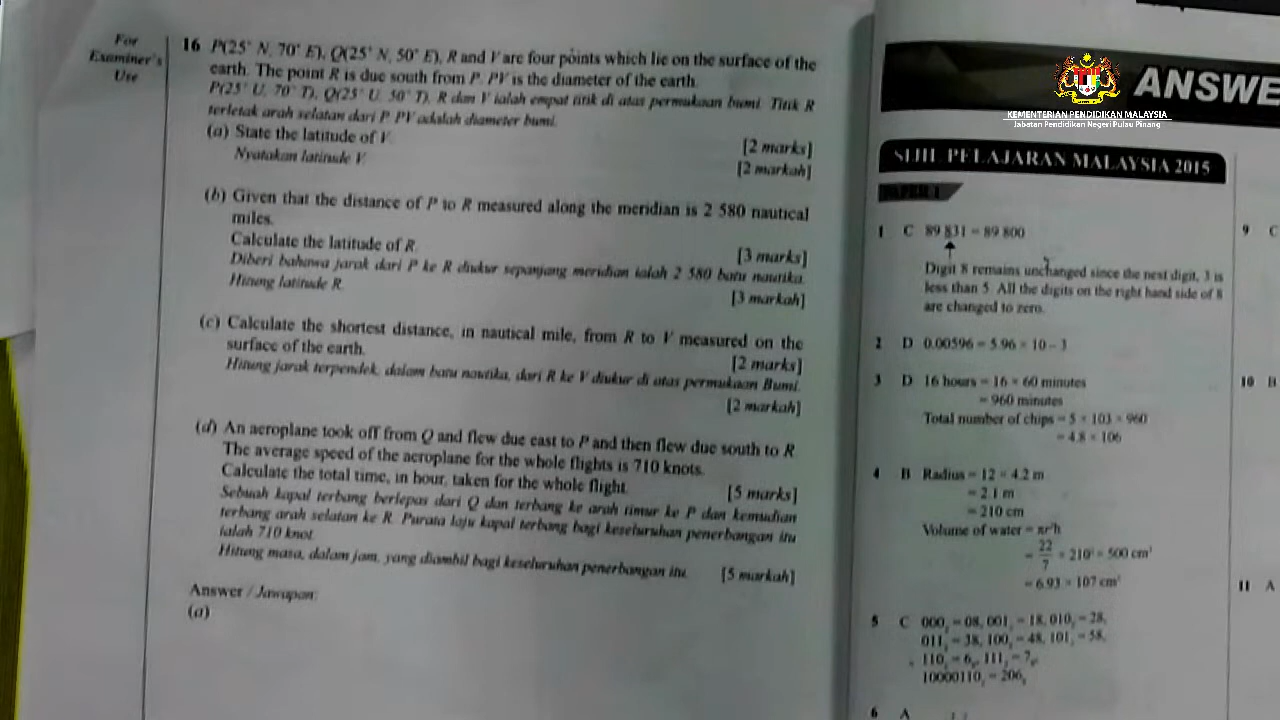 For
Examiner's
Use
16 P(25° N, 70° E), Q(25° N, 50° E), R and V are four points which lie on the surface of the
earth. The point R is due south from P. PV is the diameter of the earth.
P(25° U, 70° T), Q(25° U, 50° T), R dan V ialah empat titik di atas permukaan bumi. Titik R
terletak arah selatan dari P. PV adalah diameter bumi.
(a) State the latitude of V. [2 marks]
Nyatakan latitude V. [2 markah]
(b) Given that the distance of P to R measured along the meridian is 2 580 nautical
miles.
Calculate the latitude of R. [3 marks]
Diberi bahawa jarak dari P ke R diukur sepanjang meridian ialah 2 580 batu nautika.
Hitung latitude R. [3 markah]
(c) Calculate the shortest distance, in nautical mile, from R to V measured on the
surface of the earth. [2 marks]
Hitung jarak terpendek, dalam batu nautika, dari R ke V diukur di atas permukaan Bumi.
[2 markah]
(d) An aeroplane took off from Q and flew due east to P and then flew due south to R.
The average speed of the aeroplane for the whole flights is 710 knots.
Calculate the total time, in hour, taken for the whole flight. [5 marks]
Sebuah kapal terbang berlepas dari Q dan terbang ke arah timur ke P dan kemudian
terbang arah selatan ke R. Purata laju kapal terbang bagi keseluruhan penerbangan itu
ialah 710 knot.
Hitung masa, dalam jam, yang diambil bagi keseluruhan penerbangan itu. [5 markah]
Answer / Jawapan:
(a)
ANSWE
KEMENTERIAN PENDIDIKAN MALAYSIA
Jabatan Pendidikan Negeri Pulau Pinang
SIJIL PELAJARAN MALAYSIA 2015
PAPER 1
1 C 89 831 = 89 800
Digit 8 remains unchanged since the next digit, 3 is
less than 5. All the digits on the right hand side of 8
are changed to zero.
2 D 0.00596 = 5.96 × 10 – 3
3 D 16 hours = 16 × 60 minutes
= 960 minutes
Total number of chips = 5 × 103 × 960
= 4.8 × 106
4 B Radius = 12 ÷ 4.2 m
= 2.1 m
= 210 cm
Volume of water = πr²h
= 22/7 × 210² × 500 cm³
= 6.93 × 107 cm³
5 C 000₂ = 08, 001₂ = 18, 010₂ = 28,
011₂ = 38, 100₂ = 48, 101₂ = 58,
110₂ = 6₈, 111₂ = 7₈,
10000110₂ = 206₈
6 A
9 C
10 B
11 A